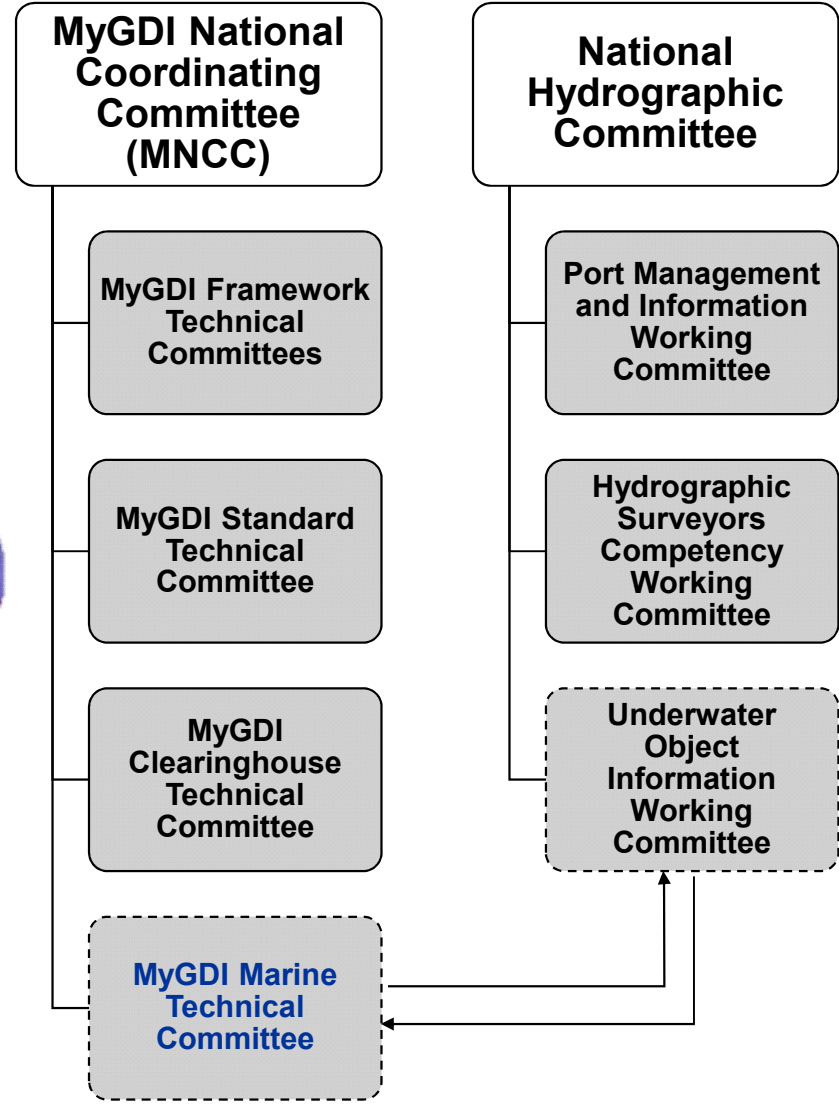 MyGDI National
Coordinating
Committee
(MNCC)
National
Hydrographic
Committee
MyGDI Framework
Technical
Committees
Port Management
and Information
Working
Committee
MyGDI Standard
Technical
Committee
Hydrographic
Surveyors
Competency
Working
Committee
MyGDI
Clearinghouse
Technical
Committee
Underwater
Object
Information
Working
Committee
MyGDI Marine
Technical
Committee